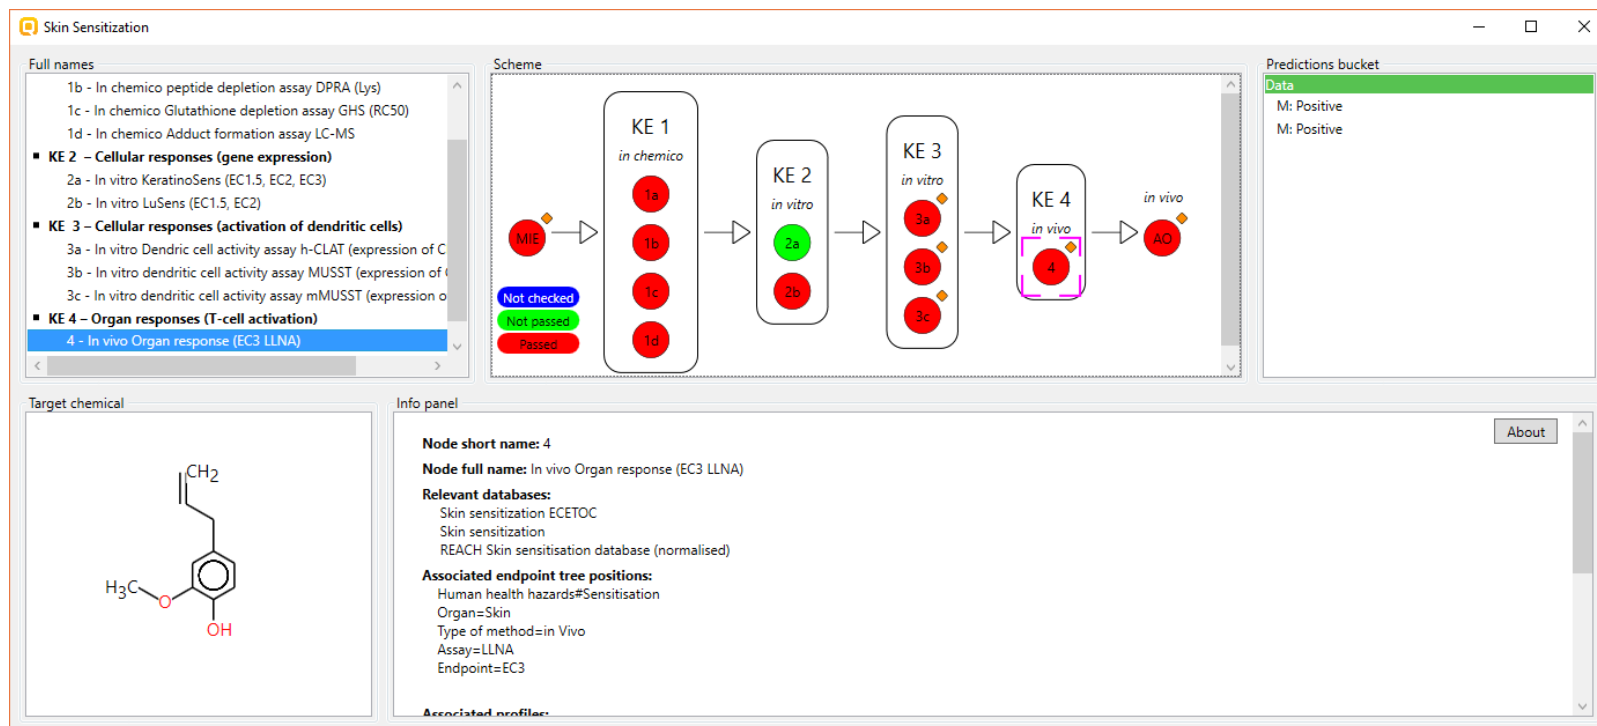 Skin Sensitization
Full names
1b - In chemico peptide depletion assay DPRA (Lys)
1c - In chemico Glutathione depletion assay GHS (RC50)
1d - In chemico Adduct formation assay LC-MS
KE 2 – Cellular responses (gene expression)
2a - In vitro KeratinoSens (EC1.5, EC2, EC3)
2b - In vitro LuSens (EC1.5, EC2)
KE 3 – Cellular responses (activation of dendritic cells)
3a - In vitro Dendric cell activity assay h-CLAT (expression of C
3b - In vitro dendritic cell activity assay MUSST (expression of
3c - In vitro dendritic cell activity assay mMUSST (expression o
KE 4 – Organ responses (T-cell activation)
4 - In vivo Organ response (EC3 LLNA)
Scheme
MIE
KE 1
in chemico
1a
1b
1c
1d
KE 2
in vitro
2a
2b
KE 3
in vitro
3a
3b
3c
KE 4
in vivo
4
in vivo
AO
Not checked
Not passed
Passed
Predictions bucket
Data
M: Positive
M: Positive
Target chemical
CH2
H3C
O
OH
Info panel
About
Node short name: 4
Node full name: In vivo Organ response (EC3 LLNA)
Relevant databases:
Skin sensitization ECETOC
Skin sensitization
REACH Skin sensitisation database (normalised)
Associated endpoint tree positions:
Human health hazards#Sensitisation
Organ=Skin
Type of method=in Vivo
Assay=LLNA
Endpoint=EC3
Associated profiles: